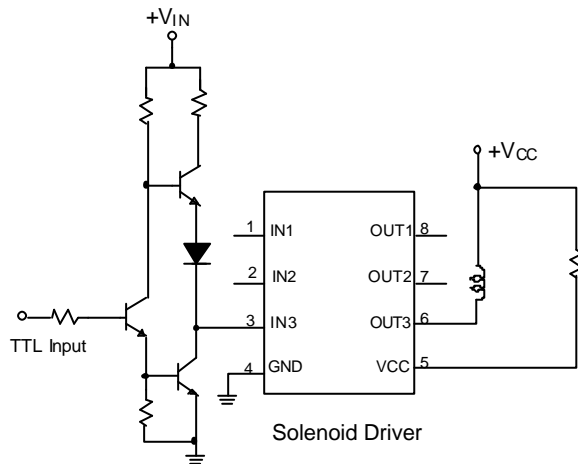 +VIN
+VCC
1 IN1 OUT1 8
2 IN2 OUT2 7
3 IN3 OUT3 6
4 GND VCC 5
TTL Input
Solenoid Driver